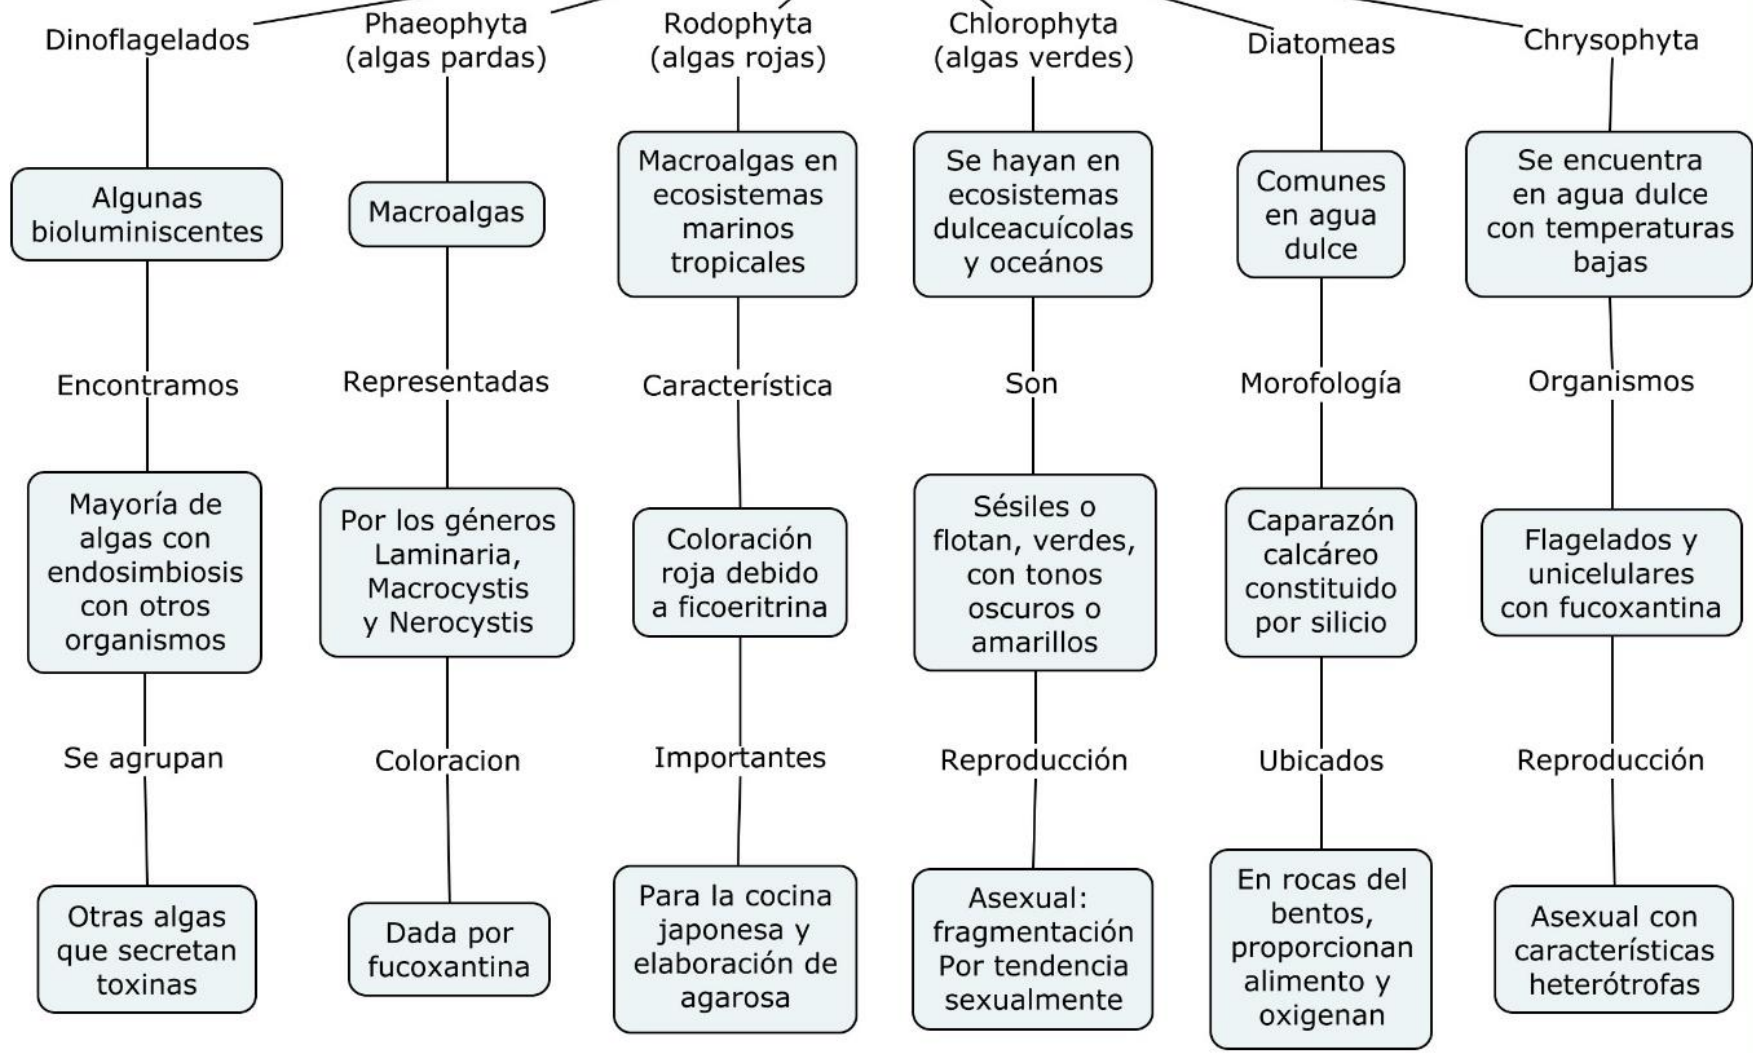 Dinoflagelados
Algunas
bioluminiscentes
Encontramos
Mayoría de
algas con
endosimbiosis
con otros
organismos
Se agrupan
Otras algas
que secretan
toxinas
Phaeophyta
(algas pardas)
Macroalgas
Representadas
Por los géneros
Laminaria,
Macrocystis
y Nerocystis
Coloracion
Dada por
fucoxantina
Rodophyta
(algas rojas)
Macroalgas en
ecosistemas
marinos
tropicales
Característica
Coloración
roja debido
a ficoeritrina
Importantes
Para la cocina
japonesa y
elaboración de
agarosa
Chlorophyta
(algas verdes)
Se hayan en
ecosistemas
dulceacuícolas
y oceános
Son
Sésiles o
flotan, verdes,
con tonos
oscuros o
amarillos
Reproducción
Asexual:
fragmentación
Por tendencia
sexualmente
Diatomeas
Comunes
en agua
dulce
Morofología
Caparazón
calcáreo
constituido
por silicio
Ubicados
En rocas del
bentos,
proporcionan
alimento y
oxigenan
Chrysophyta
Se encuentra
en agua dulce
con temperaturas
bajas
Organismos
Flagelados y
unicelulares
con fucoxantina
Reproducción
Asexual con
características
heterótrofas